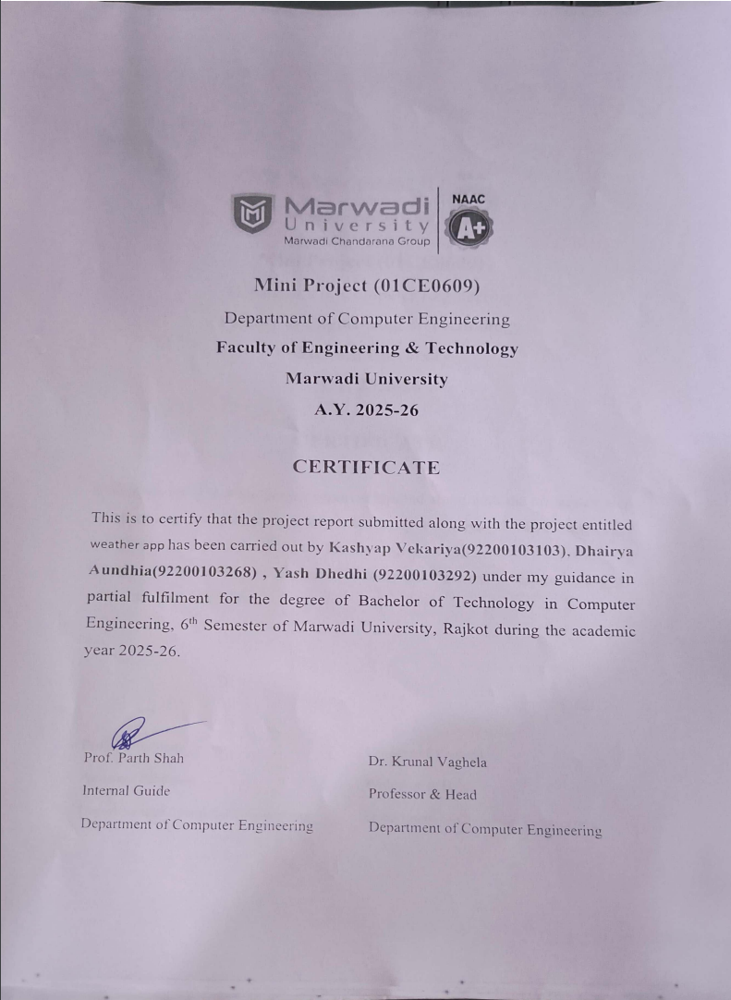 Marwadi
University
Marwadi Chandarana Group
NAAC
A+
Mini Project (01CE0609)
Department of Computer Engineering
Faculty of Engineering & Technology
Marwadi University
A.Y. 2025-26
CERTIFICATE
This is to certify that the project report submitted along with the project entitled
weather app has been carried out by Kashyap Vekariya(92200103103), Dhairya
Aundhia(92200103268) , Yash Dhedhi (92200103292) under my guidance in
partial fulfilment for the degree of Bachelor of Technology in Computer
Engineering, 6th Semester of Marwadi University, Rajkot during the academic
year 2025-26.
Prof. Parth Shah
Internal Guide
Department of Computer Engineering
Dr. Krunal Vaghela
Professor & Head
Department of Computer Engineering